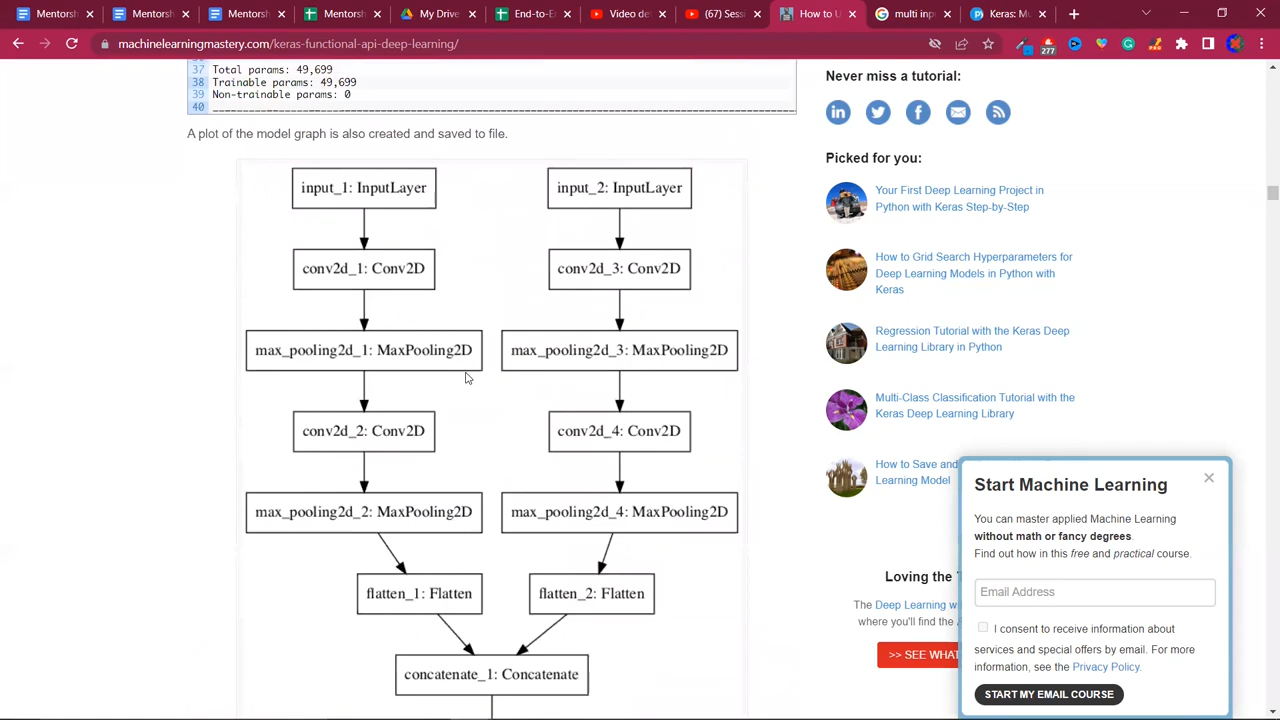 Mentorsh
Mentorsh
Mentorsh
Mentorsh
My Drive
End-to-E
Video de
(67) Sessi
How to U
multi inp
Keras: Mu
machinelearningmastery.com/keras-functional-api-deep-learning/
277
37 Total params: 49,699
38 Trainable params: 49,699
39 Non-trainable params: 0
40
A plot of the model graph is also created and saved to file.
input_1: InputLayer
input_2: InputLayer
conv2d_1: Conv2D
conv2d_3: Conv2D
max_pooling2d_1: MaxPooling2D
max_pooling2d_3: MaxPooling2D
conv2d_2: Conv2D
conv2d_4: Conv2D
max_pooling2d_2: MaxPooling2D
max_pooling2d_4: MaxPooling2D
flatten_1: Flatten
flatten_2: Flatten
concatenate_1: Concatenate
Never miss a tutorial:
Picked for you:
Your First Deep Learning Project in
Python with Keras Step-by-Step
How to Grid Search Hyperparameters for
Deep Learning Models in Python with
Keras
Regression Tutorial with the Keras Deep
Learning Library in Python
Multi-Class Classification Tutorial with the
Keras Deep Learning Library
How to Save and
Learning Model
Loving the T
The Deep Learning w
where you'll find the
>> SEE WHAT
Start Machine Learning
You can master applied Machine Learning
without math or fancy degrees.
Find out how in this free and practical course.
Email Address
I consent to receive information about
services and special offers by email. For more
information, see the Privacy Policy.
START MY EMAIL COURSE